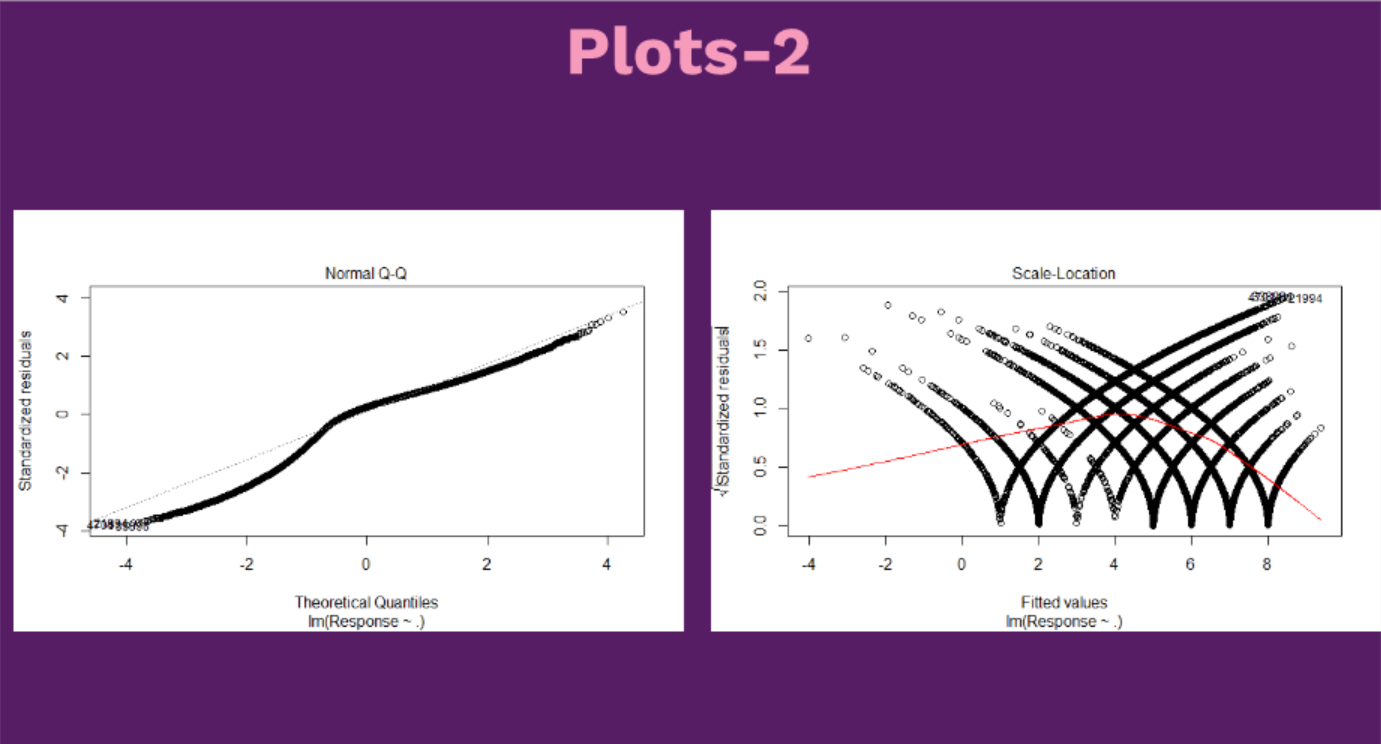 Plots-2
Normal Q-Q
Standardized residuals
4
2
0
-2
-4
-4
-2
0
2
4
Theoretical Quantiles
lm(Response ~ .)
Scale-Location
√|Standardized residuals|
2.0
1.5
1.0
0.5
0.0
-4
-2
0
2
4
6
8
Fitted values
lm(Response ~ .)